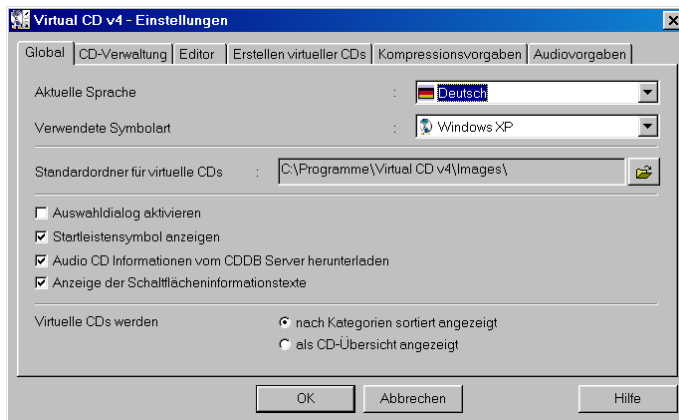 Virtual CD v4 - Einstellungen
Global CD-Verwaltung Editor Erstellen virtueller CDs Kompressionsvorgaben Audiovorgaben
Aktuelle Sprache : Deutsch
Verwendete Symbolart : Windows XP
Standardordner für virtuelle CDs : C:\Programme\Virtual CD v4\Images\
Auswahldialog aktivieren
Startleistensymbol anzeigen
Audio CD Informationen vom CDDB Server herunterladen
Anzeige der Schaltflächeninformationstexte
Virtuelle CDs werden nach Kategorien sortiert angezeigt
als CD-Übersicht angezeigt
OK Abbrechen Hilfe